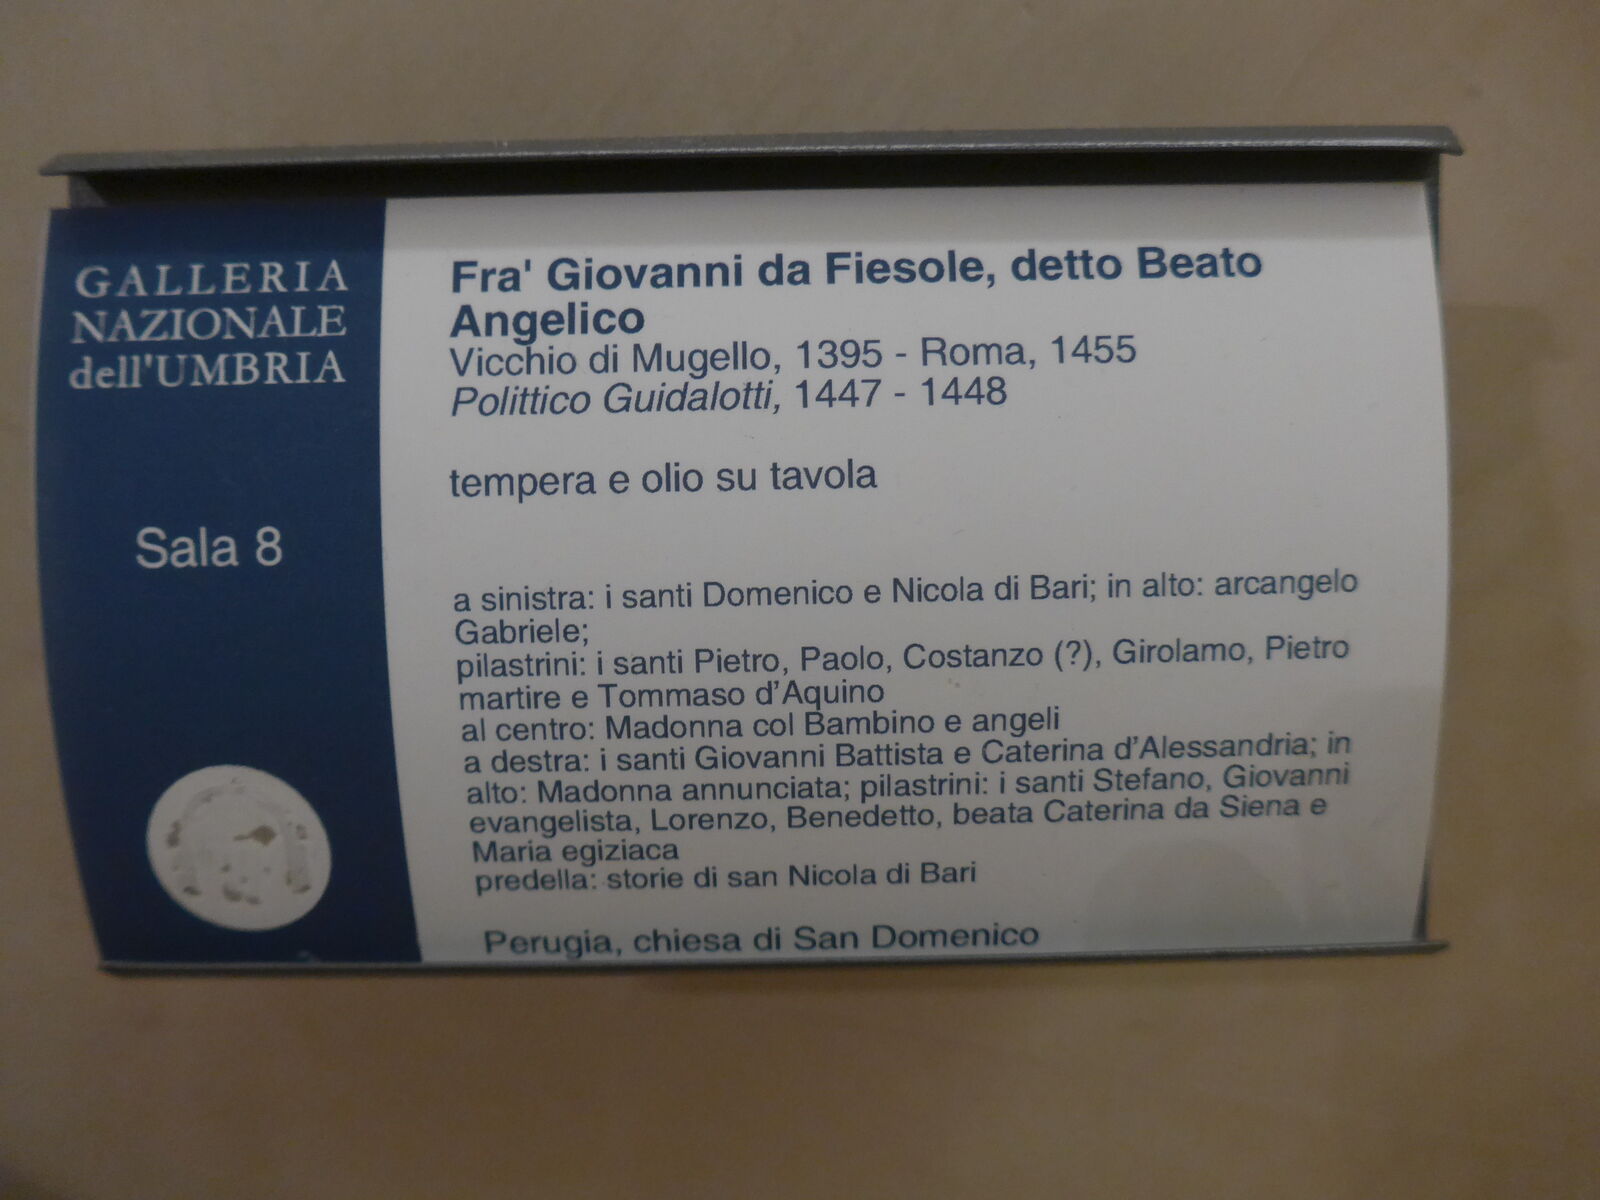 GALLERIA
NAZIONALE
dell'UMBRIA
Sala 8
Fra' Giovanni da Fiesole, detto Beato
Angelico
Vicchio di Mugello, 1395 - Roma, 1455
Polittico Guidalotti, 1447 - 1448
tempera e olio su tavola
a sinistra: i santi Domenico e Nicola di Bari; in alto: arcangelo
Gabriele;
pilastrini: i santi Pietro, Paolo, Costanzo (?), Girolamo, Pietro
martire e Tommaso d'Aquino
al centro: Madonna col Bambino e angeli
a destra: i santi Giovanni Battista e Caterina d'Alessandria; in
alto: Madonna annunciata; pilastrini: i santi Stefano, Giovanni
evangelista, Lorenzo, Benedetto, beata Caterina da Siena e
Maria egiziaca
predella: storie di san Nicola di Bari
Perugia, chiesa di San Domenico